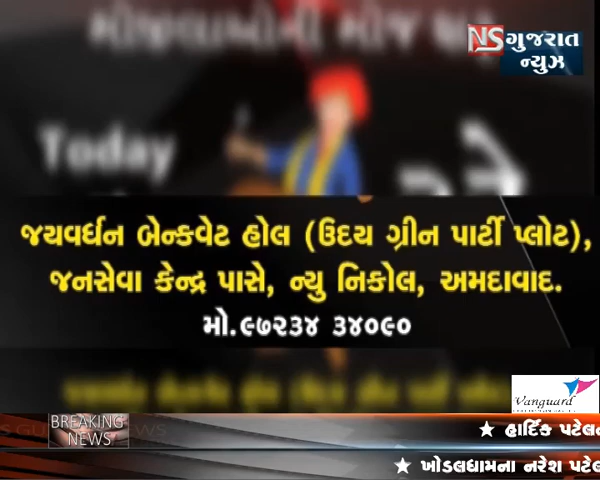 NS ગુજરાત
ન્યુઝ
Today
જયવર્ધન બેન્કવેટ હોલ (ઉદય ગ્રીન પાર્ટી પ્લોટ),
જનસેવા કેન્દ્ર પાસે, ન્યુ નિકોલ, અમદાવાદ.
મો.૯૭૨૩૪ ૩૪૦૯૦
Vanguard
BREAKING
NEWS
★ હાર્દિક પટેલન
★ ખોડલધામના નરેશ પટેલ